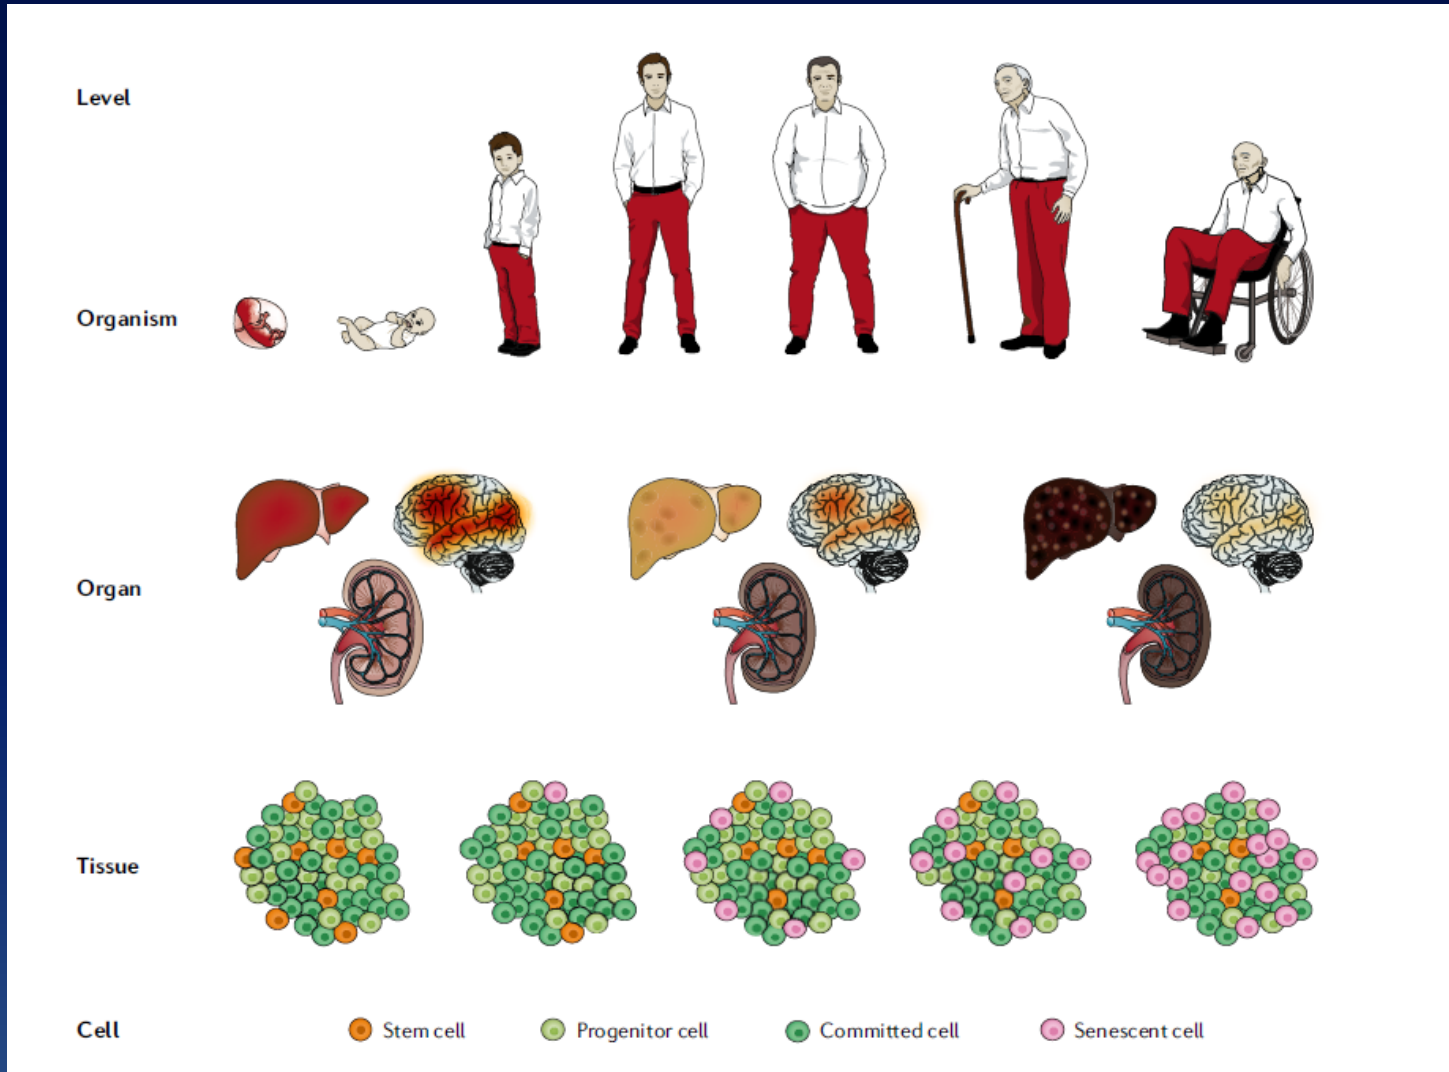 Level
Organism
Organ
Tissue
Cell
Stem cell
Progenitor cell
Committed cell
Senescent cell